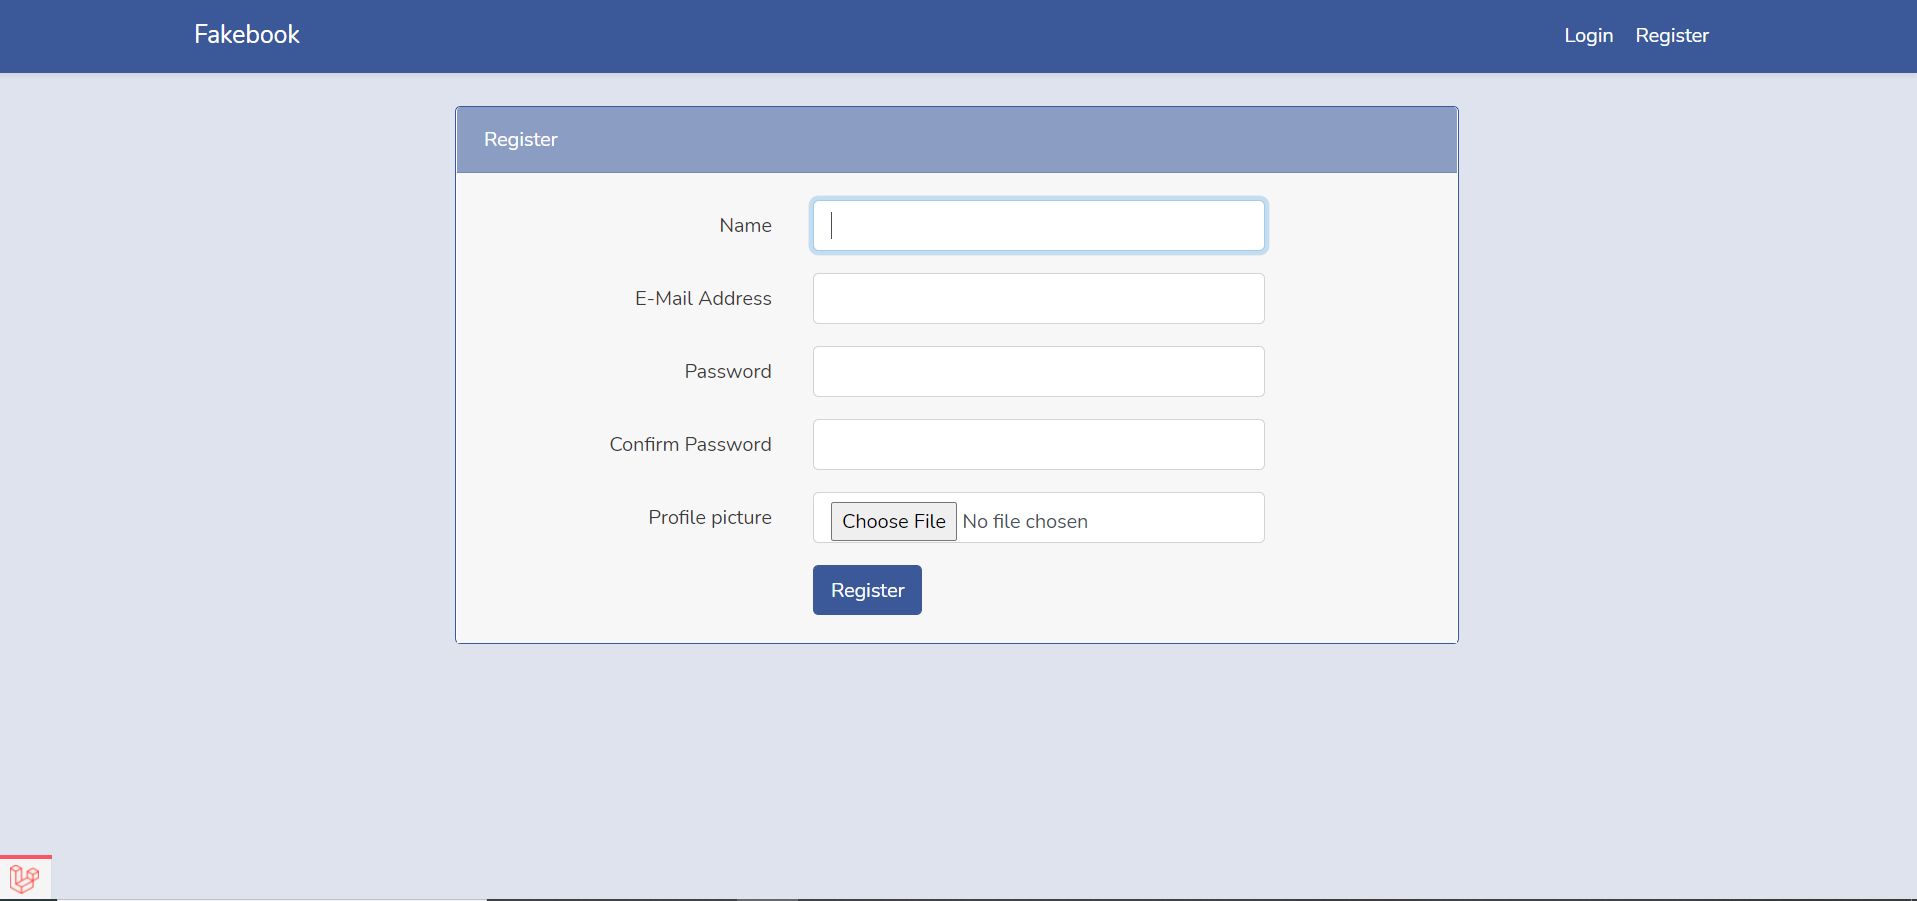 Fakebook
Login Register
Register
Name
E-Mail Address
Password
Confirm Password
Profile picture
Choose File No file chosen
Register